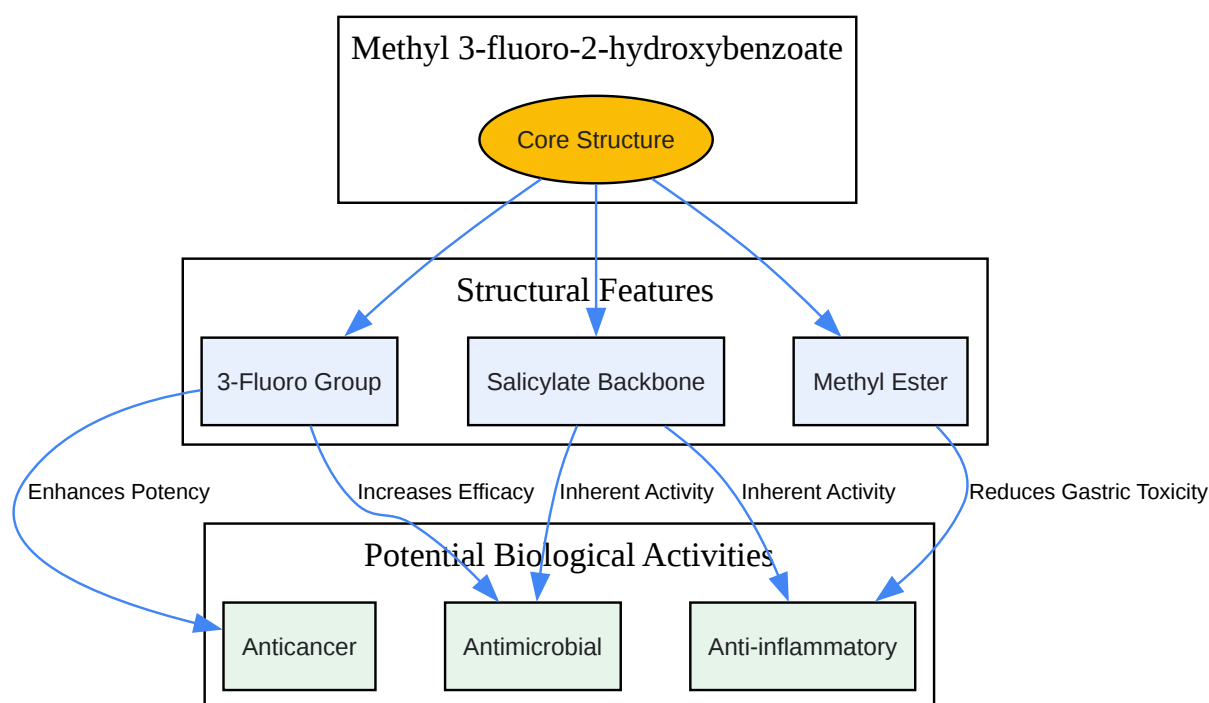 Methyl 3-fluoro-2-hydroxybenzoate
Core Structure
Structural Features
3-Fluoro Group
Salicylate Backbone
Methyl Ester
Enhances Potency
Increases Efficacy
Inherent Activity
Inherent Activity
Reduces Gastric Toxicity
Potential Biological Activities
Anticancer
Antimicrobial
Anti-inflammatory